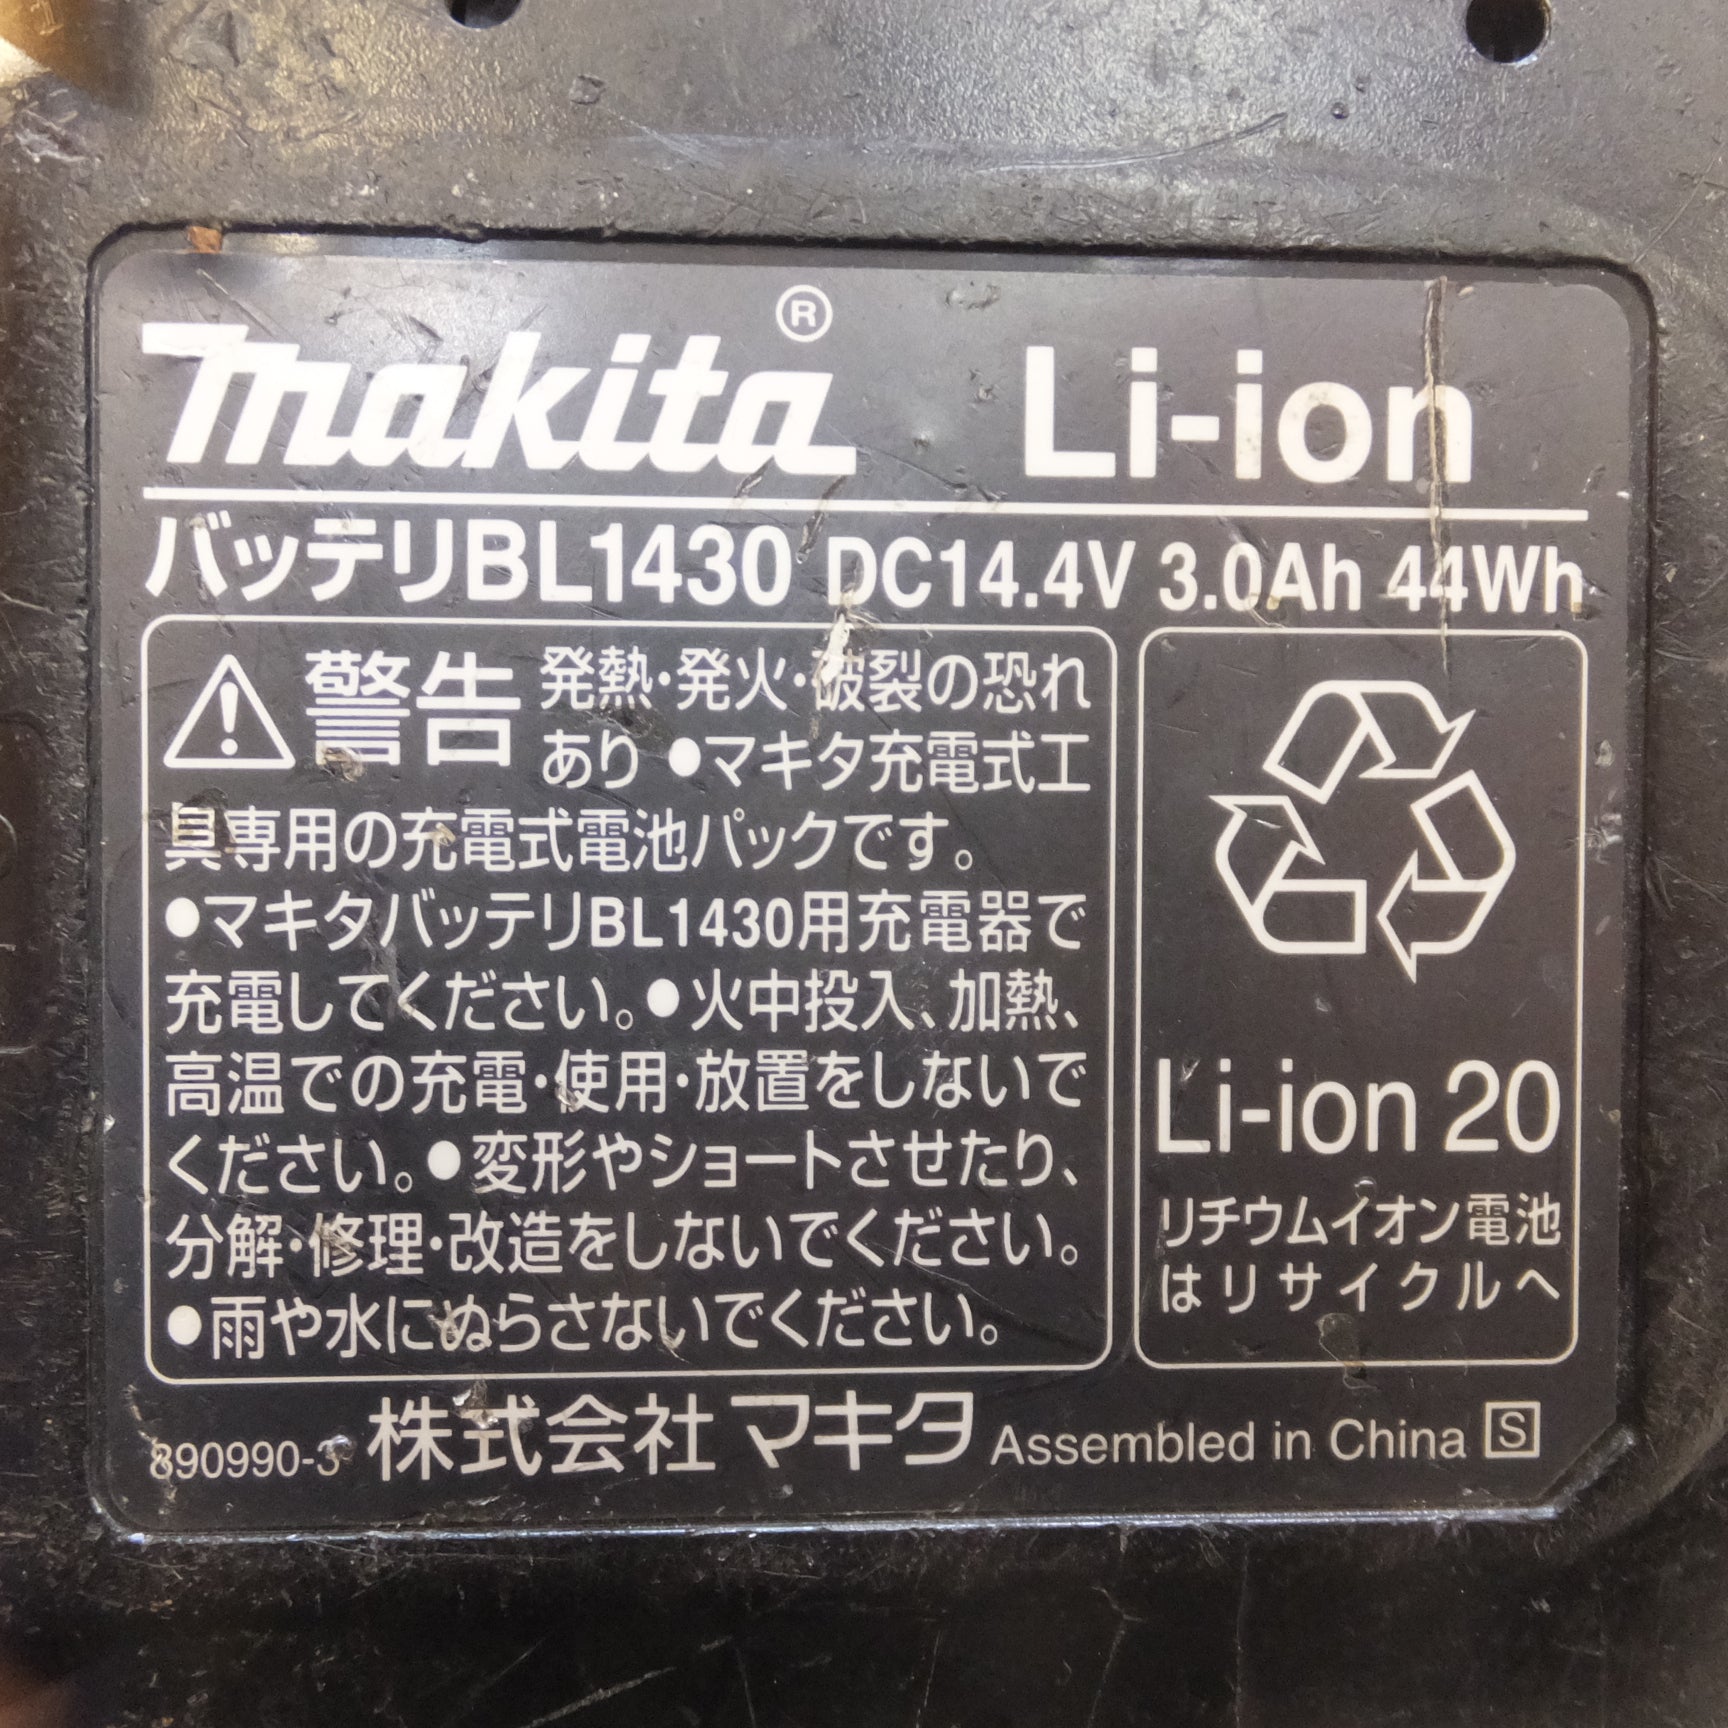 makita® Li-ion
バッテリBL1430 DC14.4V 3.0Ah 44Wh
警告 発熱・発火・破裂の恐れ
あり ●マキタ充電式工
具専用の充電式電池パックです。
●マキタバッテリBL1430用充電器で
充電してください。●火中投入、加熱、
高温での充電・使用・放置をしないで
ください。●変形やショートさせたり、
分解・修理・改造をしないでください。
●雨や水にぬらさないでください。
Li-ion 20
リチウムイオン電池
はリサイクルへ
890990-3 株式会社マキタ Assembled in China S